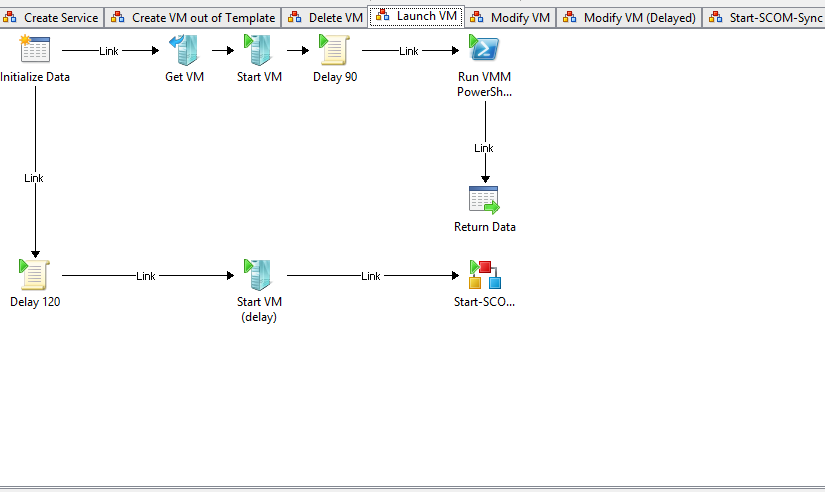 Create Service
Create VM out of Template
Delete VM
Launch VM
Modify VM
Modify VM (Delayed)
Start-SCOM-Sync
Link
Link
Initialize Data
Get VM
Start VM
Delay 90
Run VMM
PowerSh...
Link
Link
Return Data
Link
Link
Delay 120
Start VM
(delay)
Start-SCO...